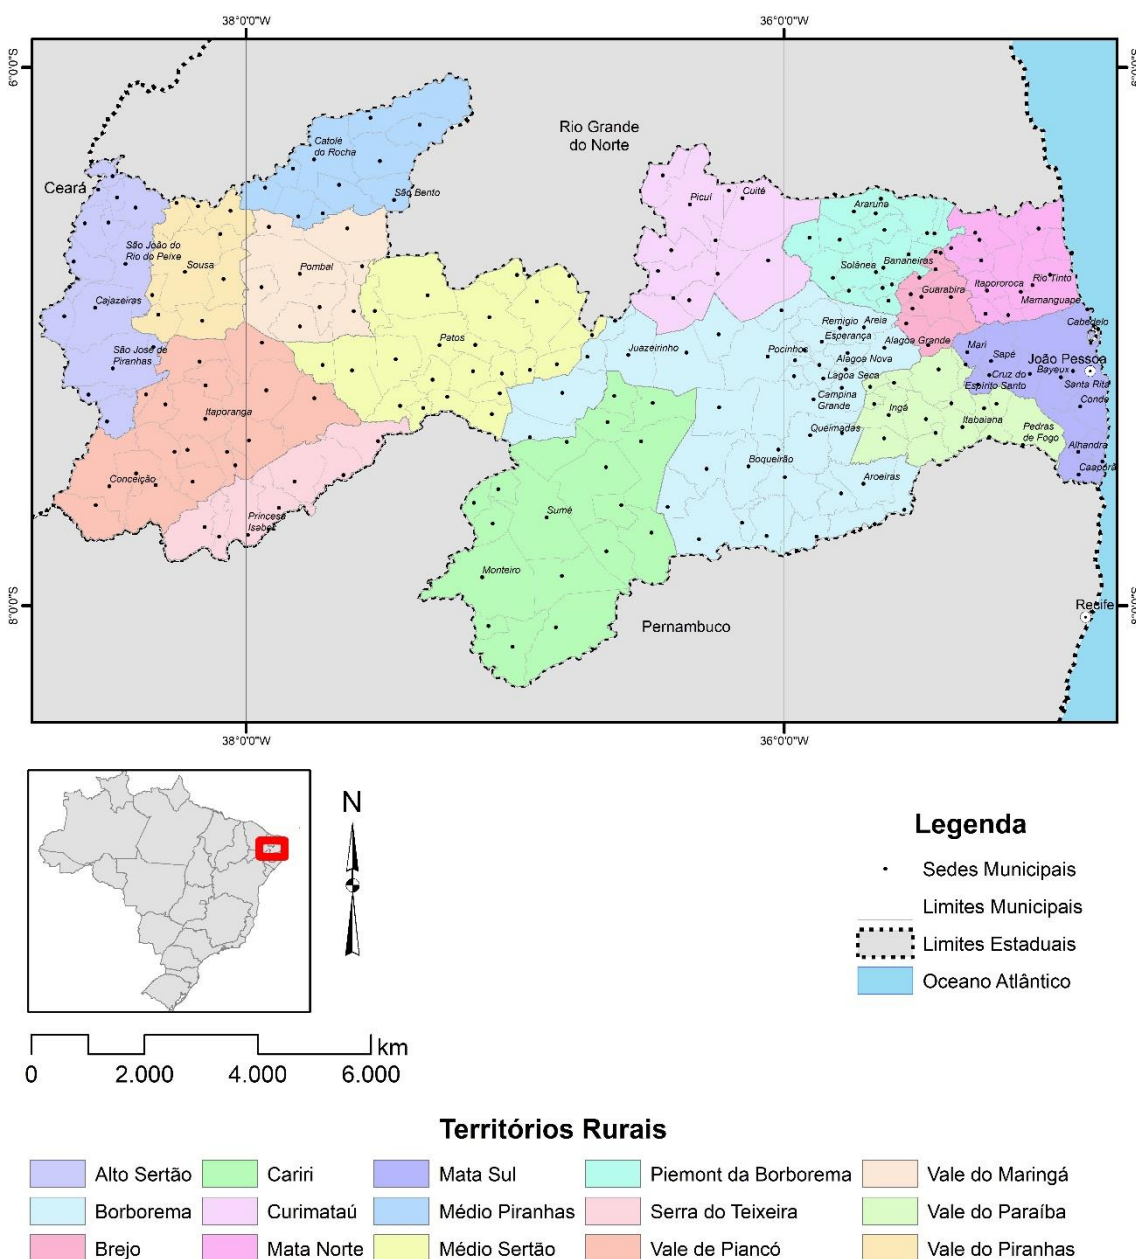 38°0'0"W
36°0'0"W
6°0'0"S
6°0'0"S
Rio Grande
do Norte
Catolé
do Rocha
São Bento
Ceará
Picuí
Cuité
Araruna
São João do
Rio do Peixe
Sousa
Pombal
Solânea
Bananeiras
Guarabira
Itapororoca
Rio Tinto
Mamanguape
Cajazeiras
São José de
Piranhas
Patos
Juazeirinho
Remígio
Areia
Esperança
Pocinhos
Alagoa Grande
Alagoa Nova
Lagoa Seca
Campina
Grande
Mari
Sapé
Cabedelo
João Pessoa
Cruz do
Espírito Santo
Bayeux
Santa Rita
Conde
Itaporanga
Ingá
Itabaiana
Queimadas
Pedras
de Fogo
Alhandra
Caaporã
Conceição
Princesa
Isabel
Boqueirão
Aroeiras
Sumé
Monteiro
Pernambuco
Recife
8°0'0"S
8°0'0"S
38°0'0"W
36°0'0"W
N
km
0
2.000
4.000
6.000
Legenda
Sedes Municipais
Limites Municipais
Limites Estaduais
Oceano Atlântico
Territórios Rurais
Alto Sertão
Cariri
Mata Sul
Piemont da Borborema
Vale do Maringá
Borborema
Curimataú
Médio Piranhas
Serra do Teixeira
Vale do Paraíba
Brejo
Mata Norte
Médio Sertão
Vale de Piancó
Vale do Piranhas